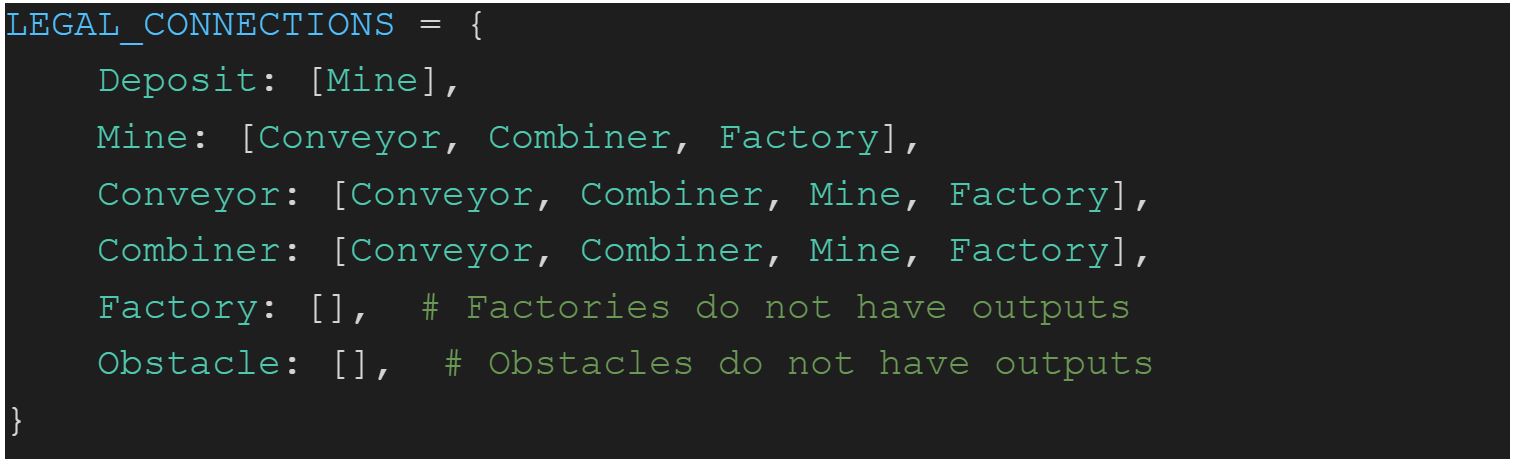 LEGAL_CONNECTIONS = {
    Deposit: [Mine],
    Mine: [Conveyor, Combiner, Factory],
    Conveyor: [Conveyor, Combiner, Mine, Factory],
    Combiner: [Conveyor, Combiner, Mine, Factory],
    Factory: [],  # Factories do not have outputs
    Obstacle: [],  # Obstacles do not have outputs
}